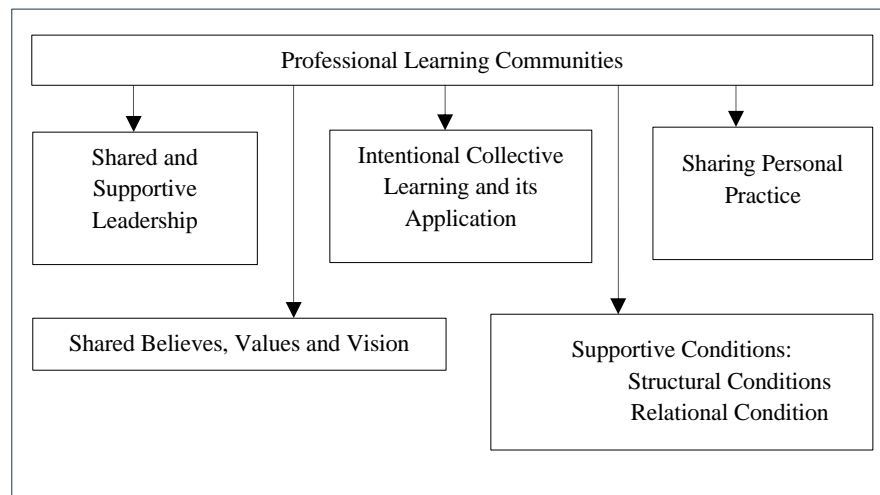 Professional Learning Communities
Shared and
Supportive
Leadership
Intentional Collective
Learning and its
Application
Sharing Personal
Practice
Shared Believes, Values and Vision
Supportive Conditions:
Structural Conditions
Relational Condition